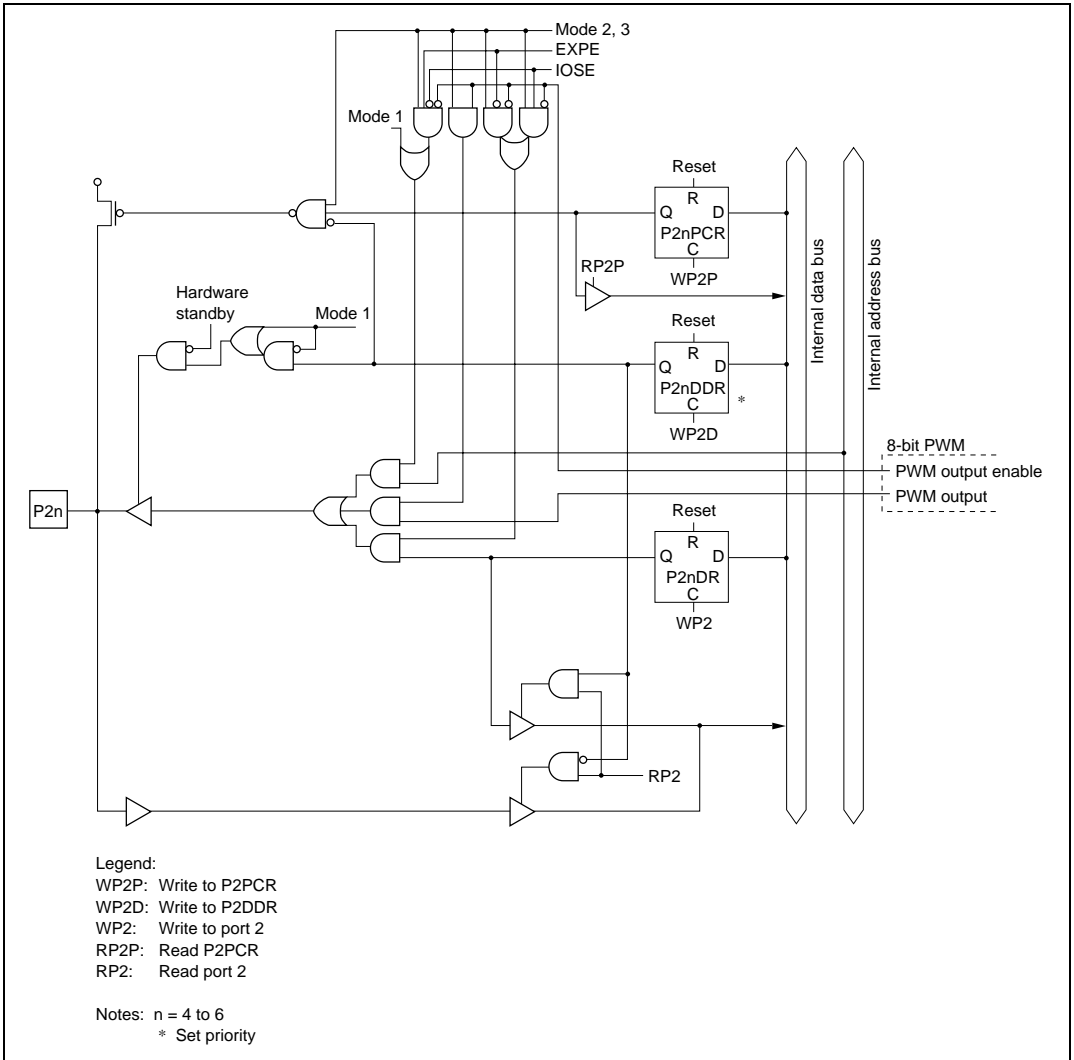 Mode 2, 3
EXPE
IOSE
Mode 1
Reset
R
Q D
P2nPCR
C
WP2P
RP2P
Internal data bus
Internal address bus
Hardware
standby
Mode 1
Reset
R
Q D
P2nDDR
C
*
WP2D
8-bit PWM
PWM output enable
PWM output
P2n
Reset
R
Q D
P2nDR
C
WP2
RP2
Legend:
WP2P: Write to P2PCR
WP2D: Write to P2DDR
WP2: Write to port 2
RP2P: Read P2PCR
RP2: Read port 2
Notes: n = 4 to 6
* Set priority